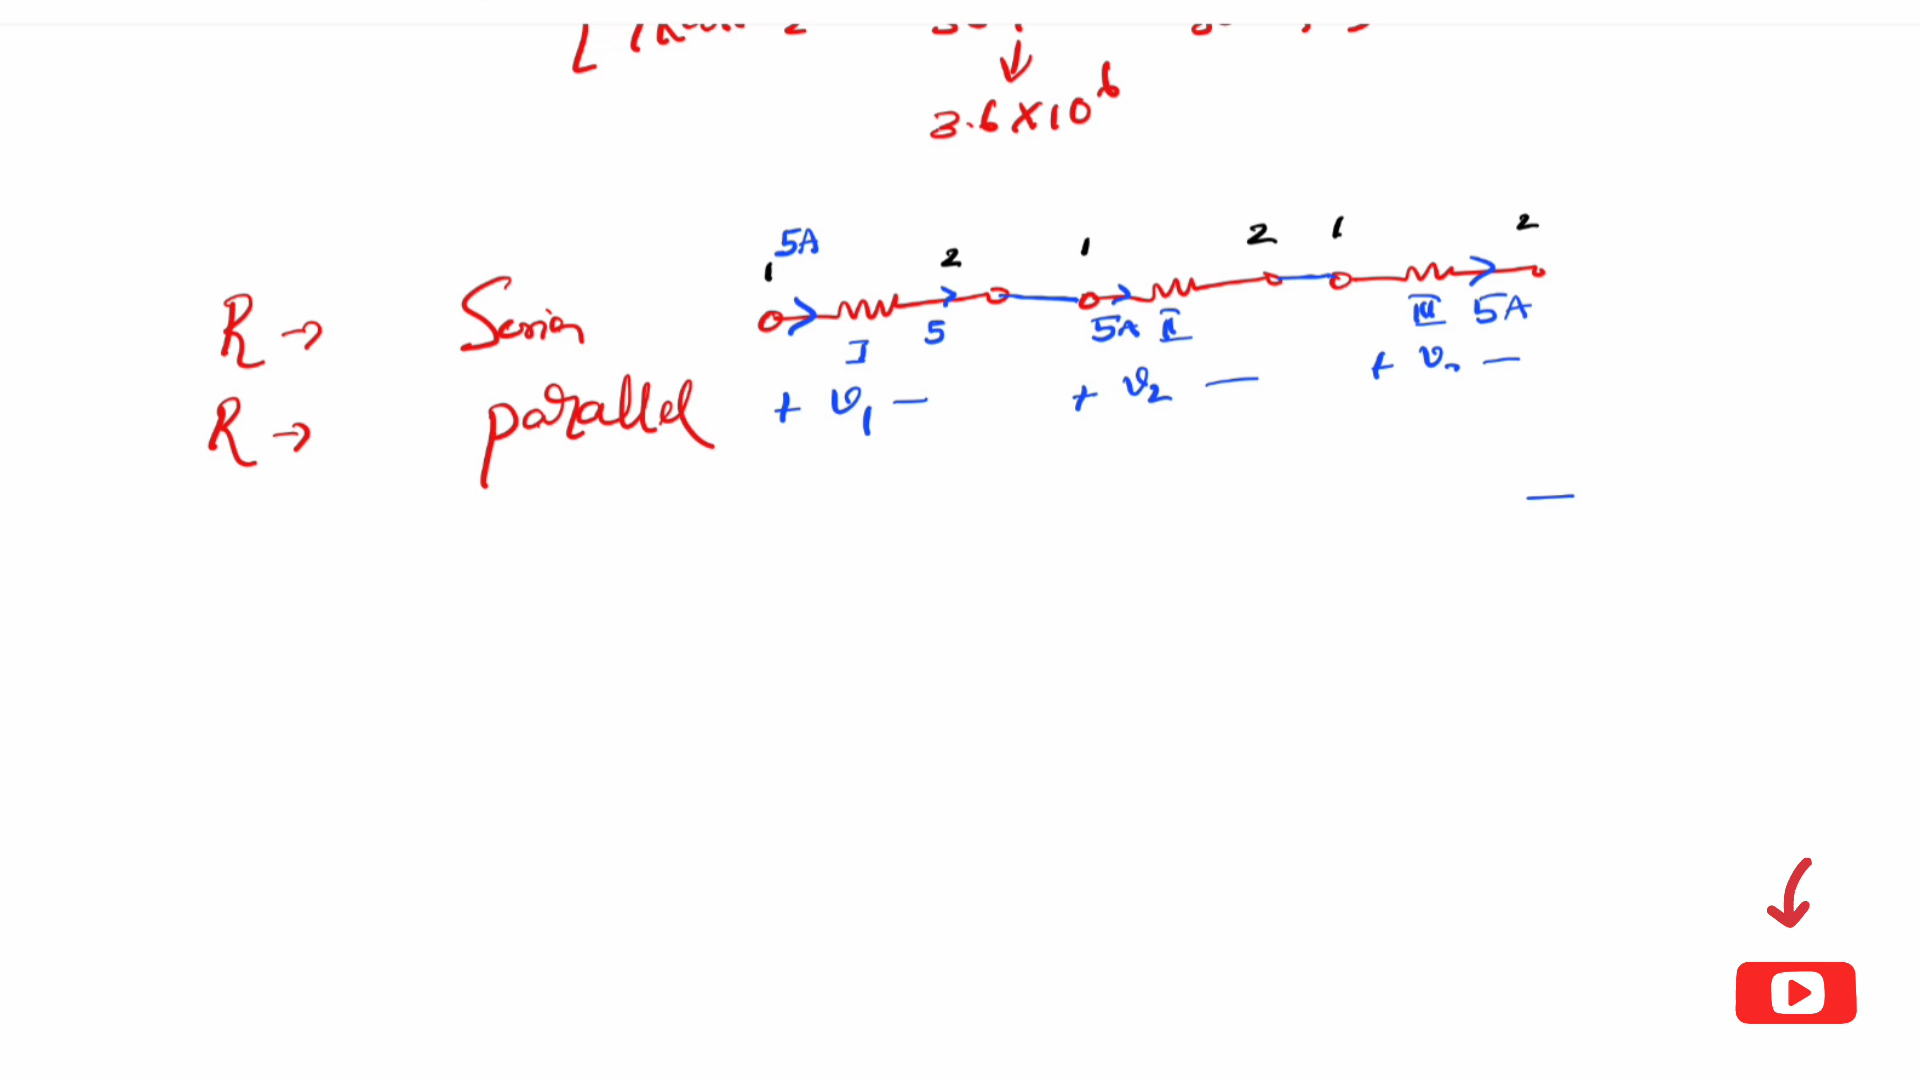 3.6×10⁶
5A
1 2 1 2 1 2
R → Series
5 5A II III 5A
I
+ v₁ − + v₂ − + v −
R → parallel